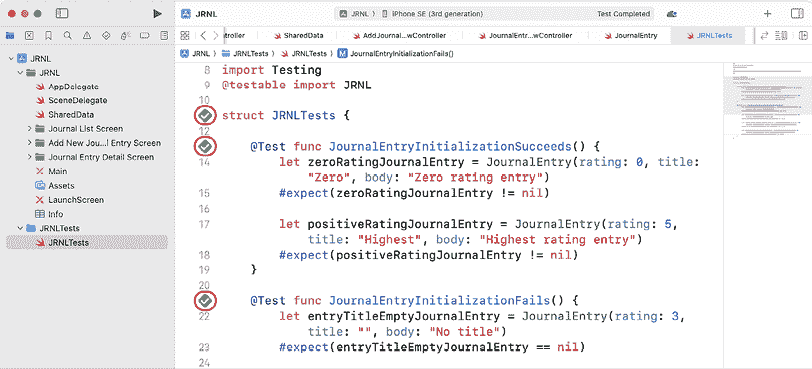 JRNL
JRNL
iPhone SE (3rd generation)
Test Completed
ontroller
SharedData
AddJournal...wController
JournalEntr...wController
JournalEntry
JRNLTests
JRNL
JRNLTests
JRNLTests
M
JournalEntryInitializationFails()
JRNL
JRNL
AppDelegate
SceneDelegate
SharedData
Journal List Screen
Add New Jou...l Entry Screen
Journal Entry Detail Screen
Main
Assets
LaunchScreen
Info
JRNLTests
JRNLTests
8 import Testing
9 @testable import JRNL
10
struct JRNLTests {
12
@Test func JournalEntryInitializationSucceeds() {
14 let zeroRatingJournalEntry = JournalEntry(rating: 0, title:
"Zero", body: "Zero rating entry")
15 #expect(zeroRatingJournalEntry != nil)
16
17 let positiveRatingJournalEntry = JournalEntry(rating: 5,
title: "Highest", body: "Highest rating entry")
18 #expect(positiveRatingJournalEntry != nil)
19 }
20
@Test func JournalEntryInitializationFails() {
22 let entryTitleEmptyJournalEntry = JournalEntry(rating: 3,
title: "", body: "No title")
23 #expect(entryTitleEmptyJournalEntry == nil)
24